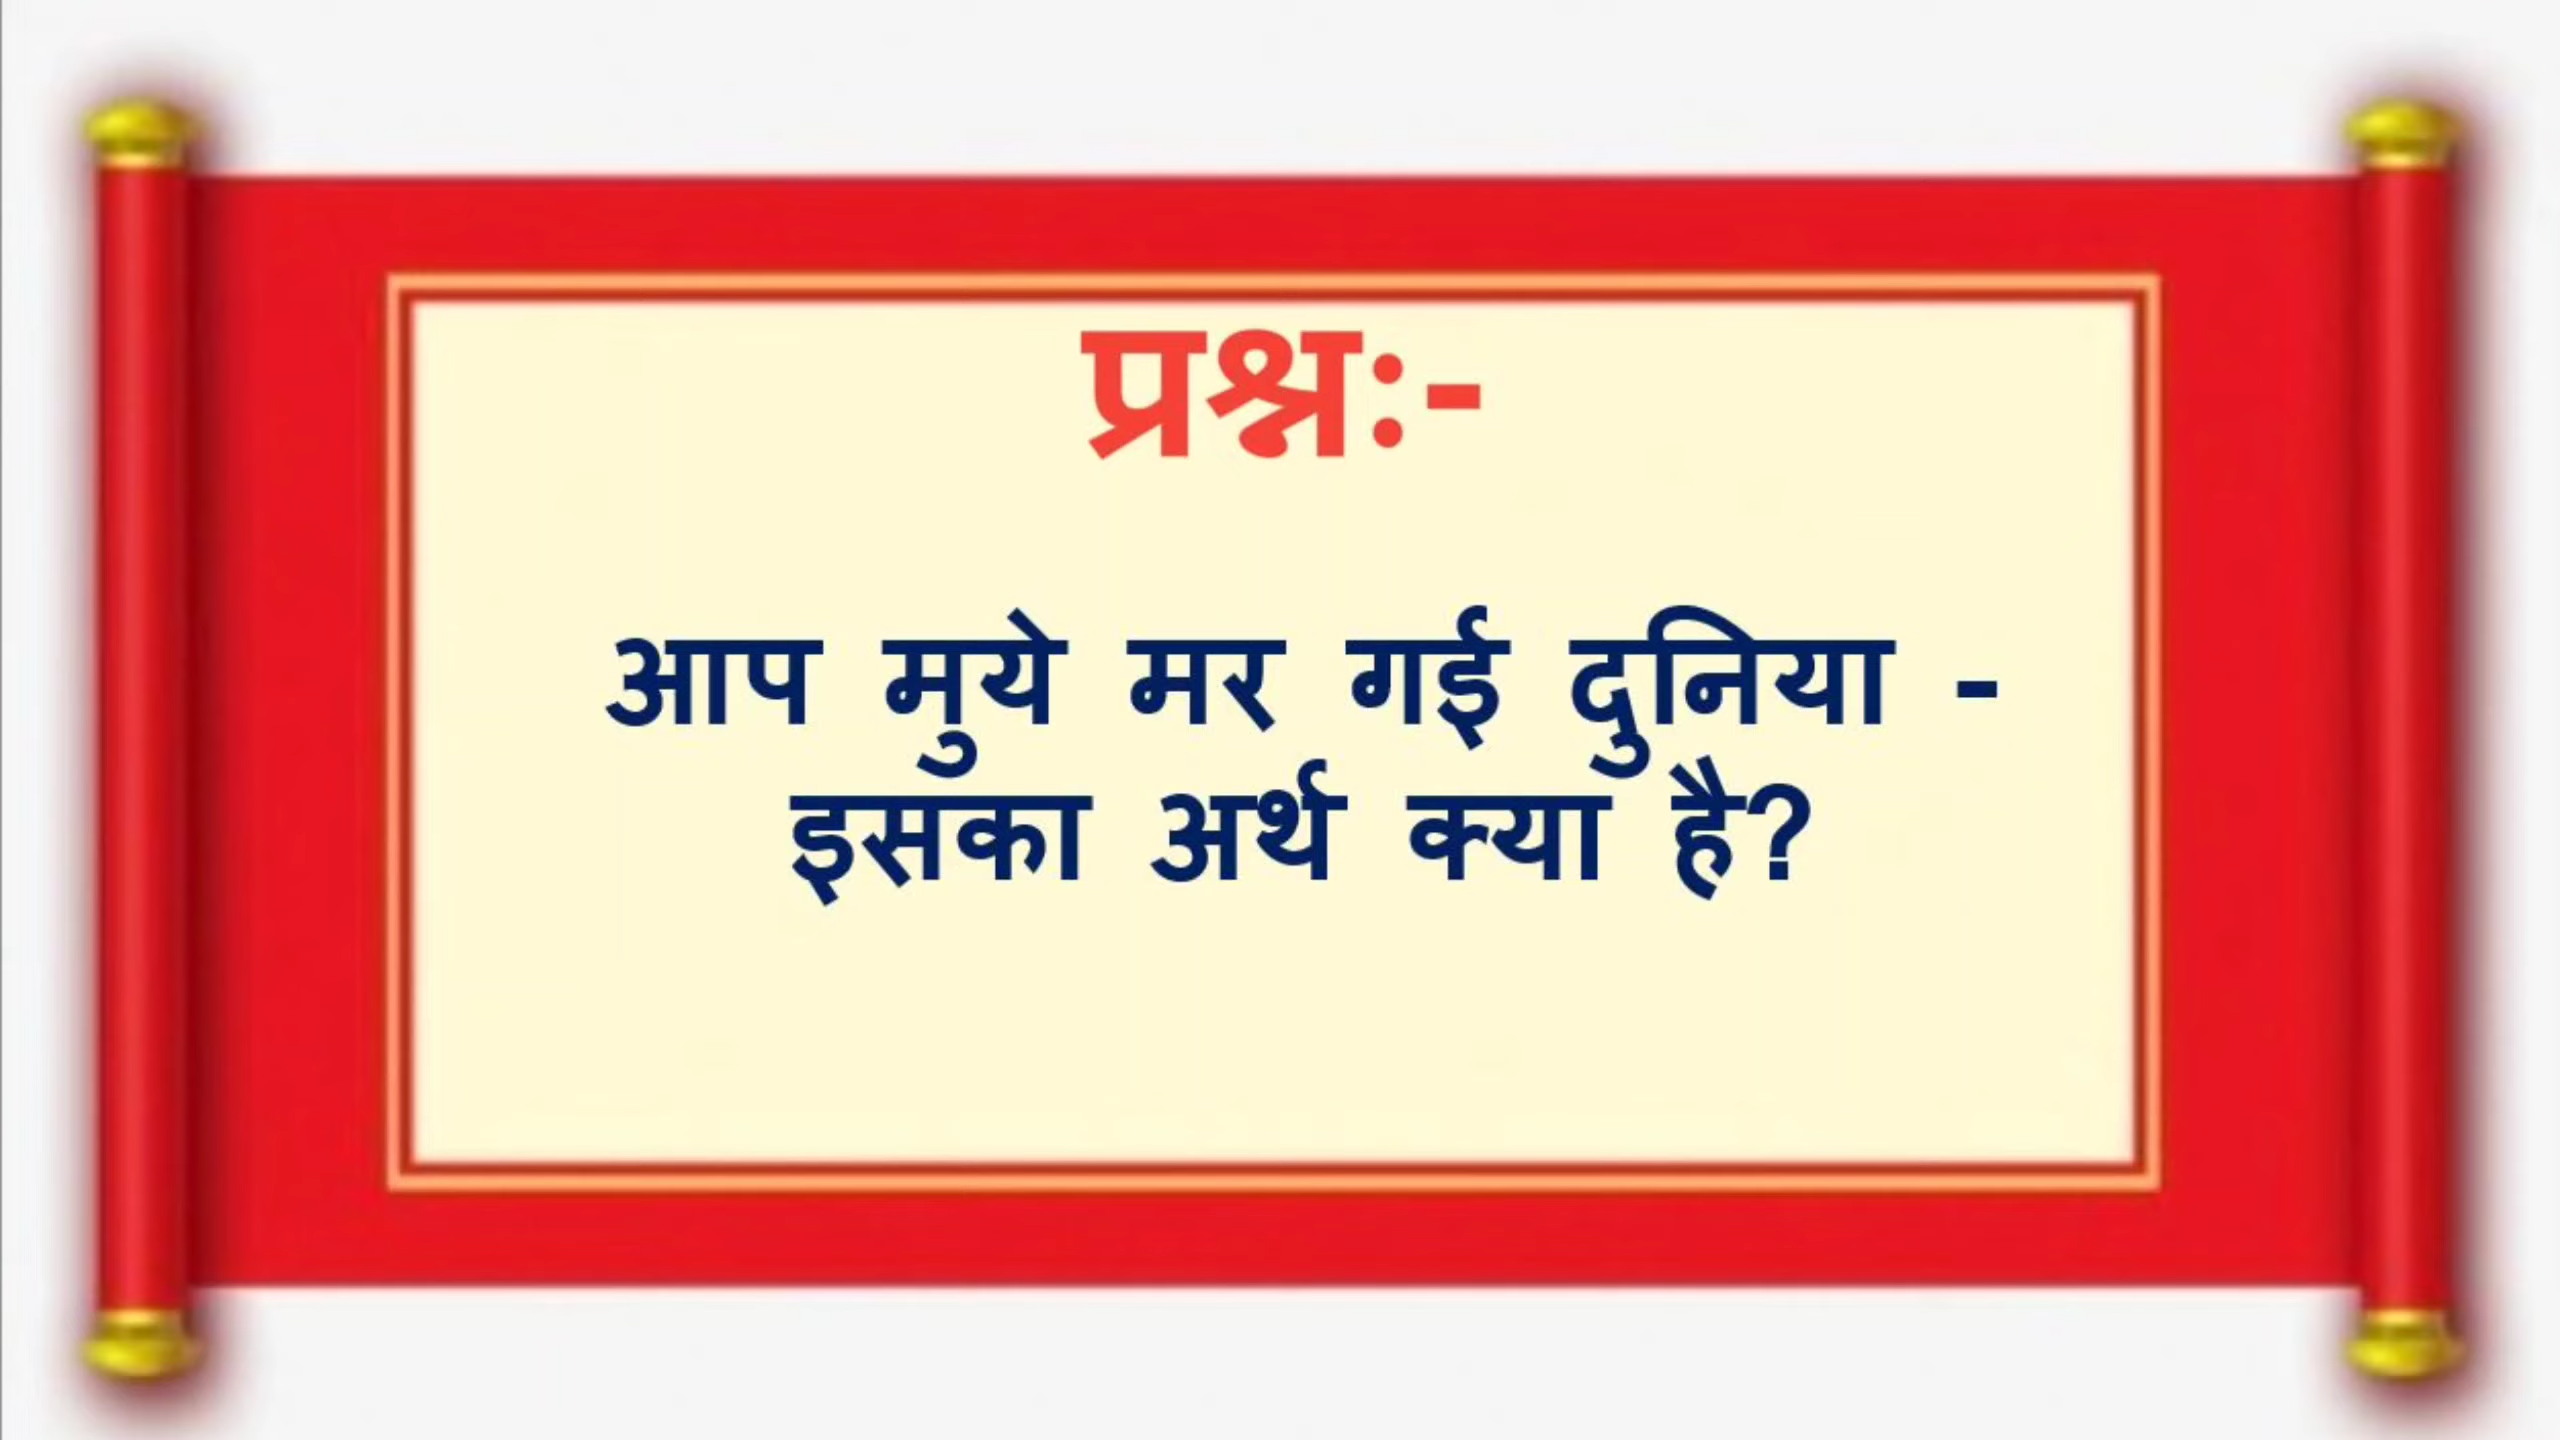 प्रश्न:-
आप मुये मर गई दुनिया -
इसका अर्थ क्या है?